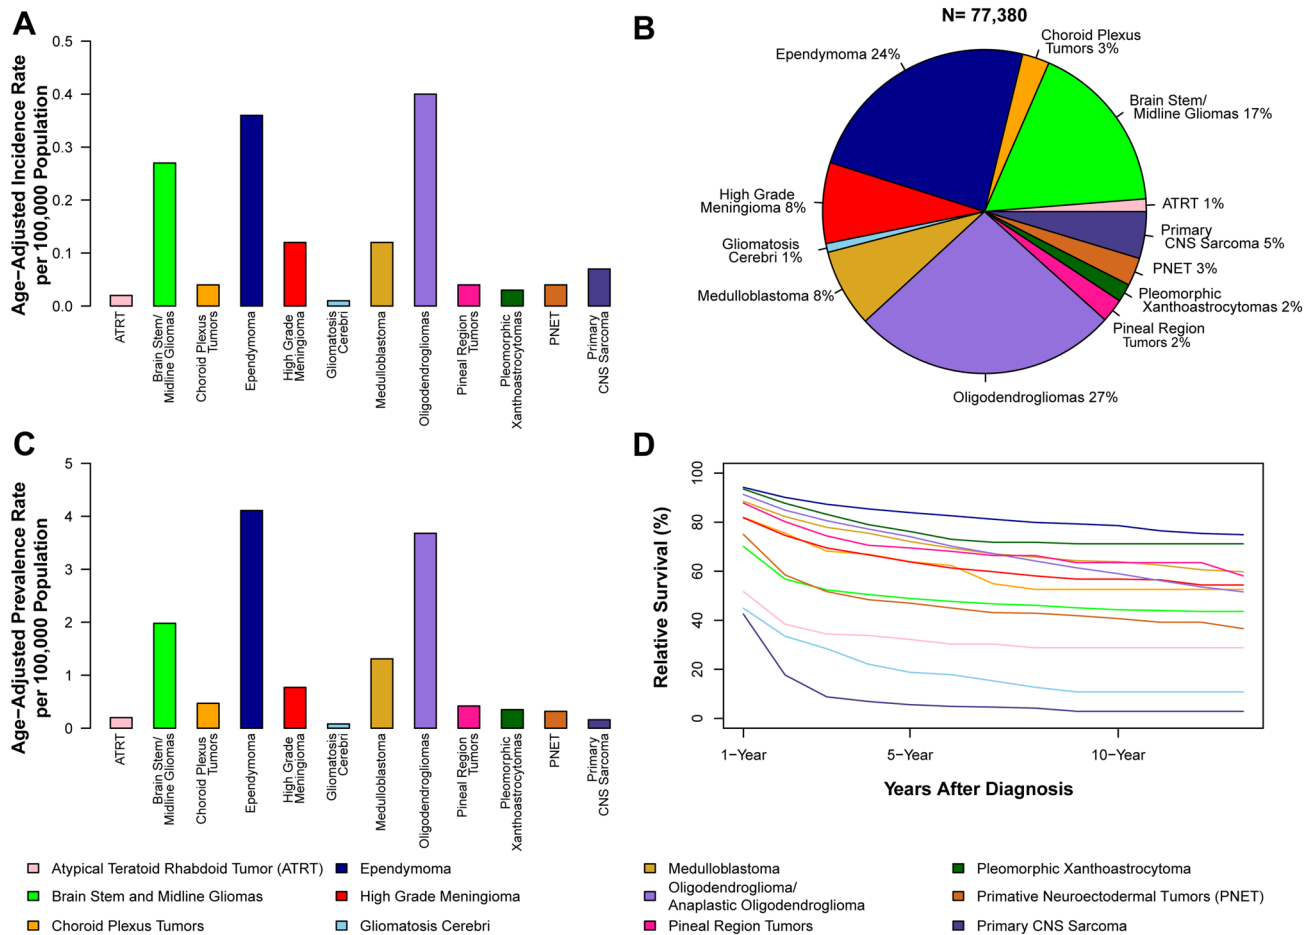 A
Age−Adjusted Incidence Rate
per 100,000 Population
0.5
0.4
0.3
0.2
0.1
0.0
ATRT
Brain Stem/
Midline Gliomas
Choroid Plexus
Tumors
Ependymoma
High Grade
Meningioma
Gliomatosis
Cerebri
Medulloblastoma
Oligodendrogliomas
Pineal Region
Tumors
Pleomorphic
Xanthoastrocytomas
PNET
Primary
CNS Sarcoma
B
N= 77,380
Choroid Plexus
Tumors 3%
Ependymoma 24%
Brain Stem/
Midline Gliomas 17%
High Grade
Meningioma 8%
ATRT 1%
Primary
CNS Sarcoma 5%
Gliomatosis
Cerebri 1%
PNET 3%
Medulloblastoma 8%
Pleomorphic
Xanthoastrocytomas 2%
Pineal Region
Tumors 2%
Oligodendrogliomas 27%
C
Age−Adjusted Prevalence Rate
per 100,000 Population
5
4
3
2
1
0
ATRT
Brain Stem/
Midline Gliomas
Choroid Plexus
Tumors
Ependymoma
High Grade
Meningioma
Gliomatosis
Cerebri
Medulloblastoma
Oligodendrogliomas
Pineal Region
Tumors
Pleomorphic
Xanthoastrocytomas
PNET
Primary
CNS Sarcoma
D
Relative Survival (%)
100
80
60
40
20
0
1−Year
5−Year
10−Year
Years After Diagnosis
Atypical Teratoid Rhabdoid Tumor (ATRT)
Brain Stem and Midline Gliomas
Choroid Plexus Tumors
Ependymoma
High Grade Meningioma
Gliomatosis Cerebri
Medulloblastoma
Oligodendroglioma/
Anaplastic Oligodendroglioma
Pineal Region Tumors
Pleomorphic Xanthoastrocytoma
Primative Neuroectodermal Tumors (PNET)
Primary CNS Sarcoma